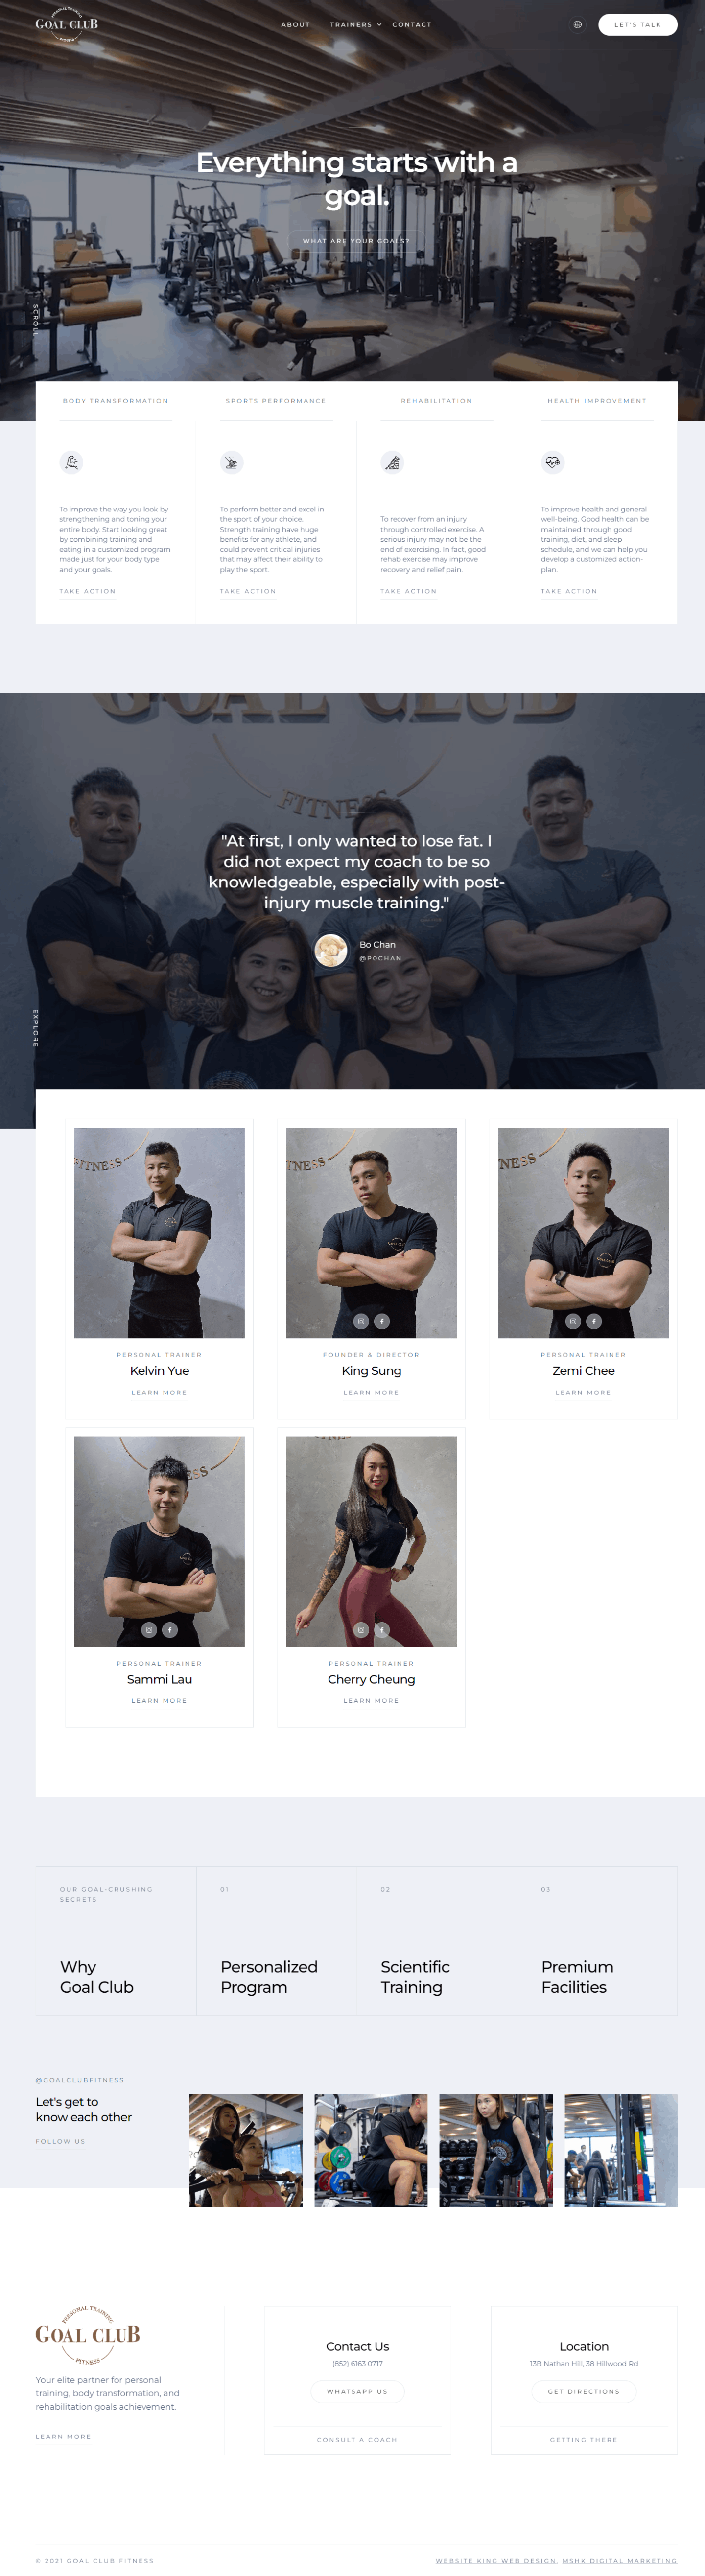 PERSONAL TRAINING
GOAL CLUB
FITNESS
ABOUT
TRAINERS
CONTACT
LET'S TALK
Everything starts with a
goal.
WHAT ARE YOUR GOALS?
SCROLL
BODY TRANSFORMATION
To improve the way you look by
strengthening and toning your
entire body. Start looking great
by combining training and
eating in a customized program
made just for your body type
and your goals.
TAKE ACTION
SPORTS PERFORMANCE
To perform better and excel in
the sport of your choice.
Strength training have huge
benefits for any athlete, and
could prevent critical injuries
that may affect their ability to
play the sport.
TAKE ACTION
REHABILITATION
To recover from an injury
through controlled exercise. A
serious injury may not be the
end of exercising. In fact, good
rehab exercise may improve
recovery and relief pain.
TAKE ACTION
HEALTH IMPROVEMENT
To improve health and general
well-being. Good health can be
maintained through good
training, diet, and sleep
schedule, and we can help you
develop a customized action-
plan.
TAKE ACTION
GOAL CLUB
FITNESS
"At first, I only wanted to lose fat. I
did not expect my coach to be so
knowledgeable, especially with post-
injury muscle training."
Bo Chan
@POCHAN
EXPLORE
FITNESS
PERSONAL TRAINER
Kelvin Yue
LEARN MORE
FOUNDER & DIRECTOR
King Sung
LEARN MORE
PERSONAL TRAINER
Zemi Chee
LEARN MORE
PERSONAL TRAINER
Sammi Lau
LEARN MORE
PERSONAL TRAINER
Cherry Cheung
LEARN MORE
OUR GOAL-CRUSHING
SECRETS
Why
Goal Club
01
Personalized
Program
02
Scientific
Training
03
Premium
Facilities
@GOALCLUBFITNESS
Let's get to
know each other
FOLLOW US
PERSONAL TRAINING
GOAL CLUB
FITNESS
Your elite partner for personal
training, body transformation, and
rehabilitation goals achievement.
LEARN MORE
Contact Us
(852) 6163 0717
WHATSAPP US
CONSULT A COACH
Location
13B Nathan Hill, 38 Hillwood Rd
GET DIRECTIONS
GETTING THERE
© 2021 GOAL CLUB FITNESS
WEBSITE KING WEB DESIGN, MSHK DIGITAL MARKETING